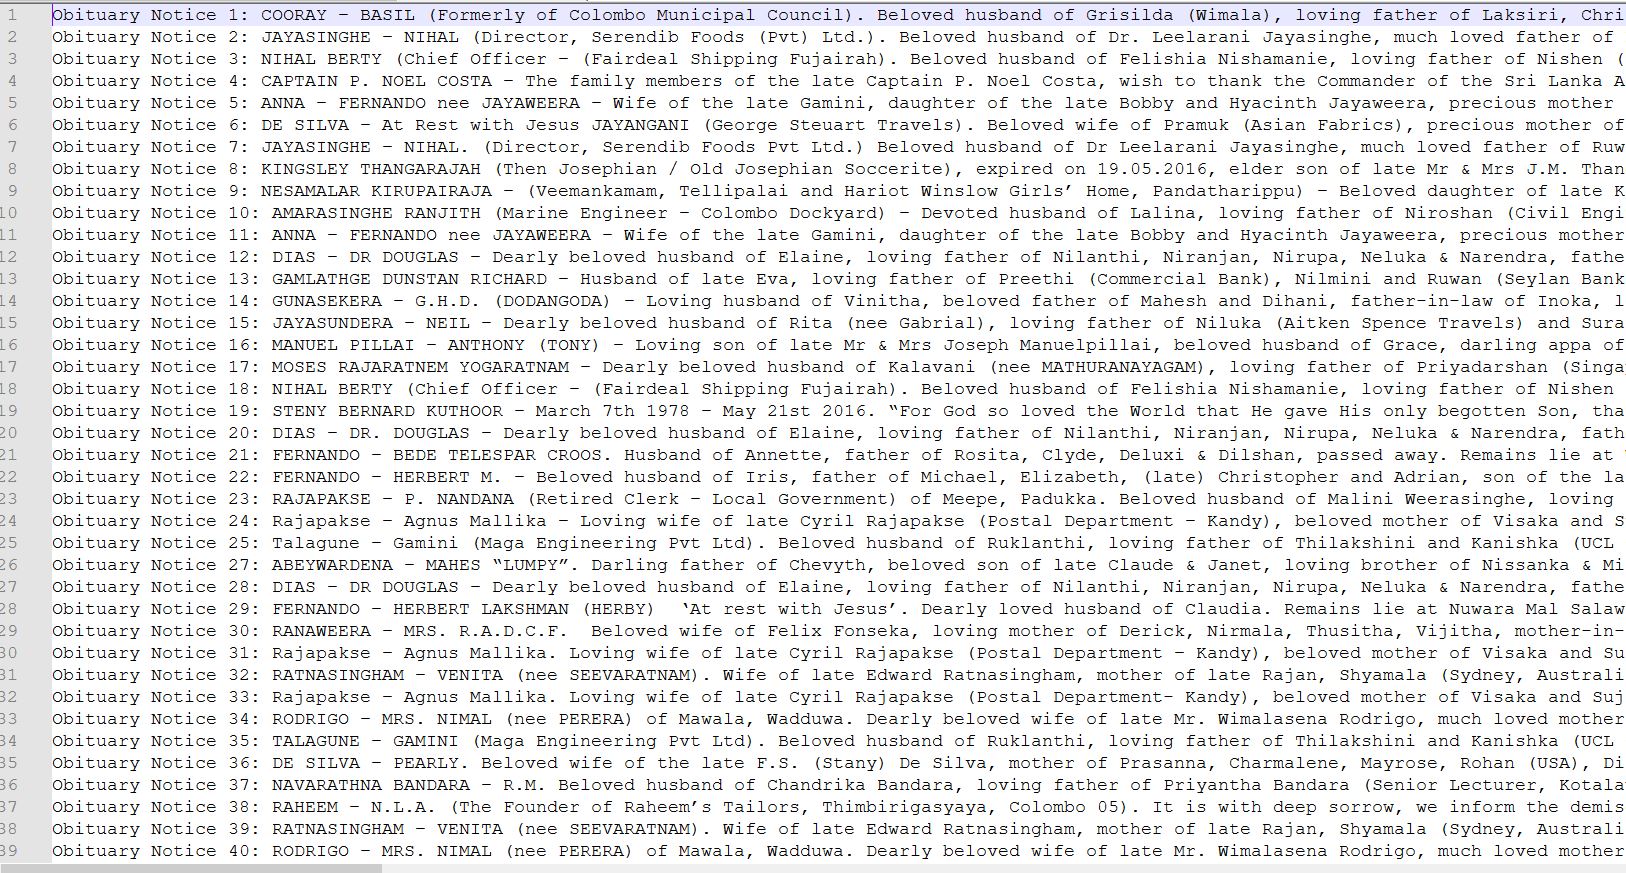 1 Obituary Notice 1: COORAY – BASIL (Formerly of Colombo Municipal Council). Beloved husband of Grisilda (Wimala), loving father of Laksiri, Chri
2 Obituary Notice 2: JAYASINGHE – NIHAL (Director, Serendib Foods (Pvt) Ltd.). Beloved husband of Dr. Leelarani Jayasinghe, much loved father of
3 Obituary Notice 3: NIHAL BERTY (Chief Officer – (Fairdeal Shipping Fujairah). Beloved husband of Felishia Nishamanie, loving father of Nishen (
4 Obituary Notice 4: CAPTAIN P. NOEL COSTA – The family members of the late Captain P. Noel Costa, wish to thank the Commander of the Sri Lanka A
5 Obituary Notice 5: ANNA – FERNANDO nee JAYAWEERA – Wife of the late Gamini, daughter of the late Bobby and Hyacinth Jayaweera, precious mother
6 Obituary Notice 6: DE SILVA – At Rest with Jesus JAYANGANI (George Steuart Travels). Beloved wife of Pramuk (Asian Fabrics), precious mother of
7 Obituary Notice 7: JAYASINGHE – NIHAL. (Director, Serendib Foods Pvt Ltd.) Beloved husband of Dr Leelarani Jayasinghe, much loved father of Ruw
8 Obituary Notice 8: KINGSLEY THANGARAJAH (Then Josephian / Old Josephian Soccerite), expired on 19.05.2016, elder son of late Mr & Mrs J.M. Than
9 Obituary Notice 9: NESAMALAR KIRUPAIRAJA – (Veemankamam, Tellipalai and Hariot Winslow Girls’ Home, Pandatharippu) – Beloved daughter of late K
10 Obituary Notice 10: AMARASINGHE RANJITH (Marine Engineer – Colombo Dockyard) – Devoted husband of Lalina, loving father of Niroshan (Civil Engi
11 Obituary Notice 11: ANNA – FERNANDO nee JAYAWEERA – Wife of the late Gamini, daughter of the late Bobby and Hyacinth Jayaweera, precious mother
12 Obituary Notice 12: DIAS – DR DOUGLAS – Dearly beloved husband of Elaine, loving father of Nilanthi, Niranjan, Nirupa, Neluka & Narendra, fathe
13 Obituary Notice 13: GAMLATHGE DUNSTAN RICHARD – Husband of late Eva, loving father of Preethi (Commercial Bank), Nilmini and Ruwan (Seylan Bank
14 Obituary Notice 14: GUNASEKERA – G.H.D. (DODANGODA) – Loving husband of Vinitha, beloved father of Mahesh and Dihani, father-in-law of Inoka, l
15 Obituary Notice 15: JAYASUNDERA – NEIL – Dearly beloved husband of Rita (nee Gabrial), loving father of Niluka (Aitken Spence Travels) and Sura
16 Obituary Notice 16: MANUEL PILLAI – ANTHONY (TONY) – Loving son of late Mr & Mrs Joseph Manuelpillai, beloved husband of Grace, darling appa of
17 Obituary Notice 17: MOSES RAJARATNEM YOGARATNAM – Dearly beloved husband of Kalavani (nee MATHURANAYAGAM), loving father of Priyadarshan (Singa
18 Obituary Notice 18: NIHAL BERTY (Chief Officer – (Fairdeal Shipping Fujairah). Beloved husband of Felishia Nishamanie, loving father of Nishen
19 Obituary Notice 19: STENY BERNARD KUTHOOR – March 7th 1978 – May 21st 2016. “For God so loved the World that He gave His only begotten Son, tha
20 Obituary Notice 20: DIAS – DR. DOUGLAS – Dearly beloved husband of Elaine, loving father of Nilanthi, Niranjan, Nirupa, Neluka & Narendra, fath
21 Obituary Notice 21: FERNANDO – BEDE TELESPAR CROOS. Husband of Annette, father of Rosita, Clyde, Deluxi & Dilshan, passed away. Remains lie at
22 Obituary Notice 22: FERNANDO – HERBERT M. – Beloved husband of Iris, father of Michael, Elizabeth, (late) Christopher and Adrian, son of the la
23 Obituary Notice 23: RAJAPAKSE – P. NANDANA (Retired Clerk – Local Government) of Meepe, Padukka. Beloved husband of Malini Weerasinghe, loving
24 Obituary Notice 24: Rajapakse – Agnus Mallika – Loving wife of late Cyril Rajapakse (Postal Department – Kandy), beloved mother of Visaka and S
25 Obituary Notice 25: Talagune – Gamini (Maga Engineering Pvt Ltd). Beloved husband of Ruklanthi, loving father of Thilakshini and Kanishka (UCL
26 Obituary Notice 27: ABEYWARDENA – MAHES “LUMPY”. Darling father of Chevyth, beloved son of late Claude & Janet, loving brother of Nissanka & Mi
27 Obituary Notice 28: DIAS – DR DOUGLAS – Dearly beloved husband of Elaine, loving father of Nilanthi, Niranjan, Nirupa, Neluka & Narendra, fathe
28 Obituary Notice 29: FERNANDO – HERBERT LAKSHMAN (HERBY)  ‘At rest with Jesus’. Dearly loved husband of Claudia. Remains lie at Nuwara Mal Salaw
29 Obituary Notice 30: RANAWEERA – MRS. R.A.D.C.F.  Beloved wife of Felix Fonseka, loving mother of Derick, Nirmala, Thusitha, Vijitha, mother-in-
30 Obituary Notice 31: Rajapakse – Agnus Mallika. Loving wife of late Cyril Rajapakse (Postal Department – Kandy), beloved mother of Visaka and Su
31 Obituary Notice 32: RATNASINGHAM – VENITA (nee SEEVARATNAM). Wife of late Edward Ratnasingham, mother of late Rajan, Shyamala (Sydney, Australi
32 Obituary Notice 33: Rajapakse – Agnus Mallika. Loving wife of late Cyril Rajapakse (Postal Department– Kandy), beloved mother of Visaka and Suj
33 Obituary Notice 34: RODRIGO – MRS. NIMAL (nee PERERA) of Mawala, Wadduwa. Dearly beloved wife of late Mr. Wimalasena Rodrigo, much loved mother
34 Obituary Notice 35: TALAGUNE – GAMINI (Maga Engineering Pvt Ltd). Beloved husband of Ruklanthi, loving father of Thilakshini and Kanishka (UCL
35 Obituary Notice 36: DE SILVA – PEARLY. Beloved wife of the late F.S. (Stany) De Silva, mother of Prasanna, Charmalene, Mayrose, Rohan (USA), Di
36 Obituary Notice 37: NAVARATHNA BANDARA – R.M. Beloved husband of Chandrika Bandara, loving father of Priyantha Bandara (Senior Lecturer, Kotala
37 Obituary Notice 38: RAHEEM – N.L.A. (The Founder of Raheem’s Tailors, Thimbirigasyaya, Colombo 05). It is with deep sorrow, we inform the demis
38 Obituary Notice 39: RATNASINGHAM – VENITA (nee SEEVARATNAM). Wife of late Edward Ratnasingham, mother of late Rajan, Shyamala (Sydney, Australi
39 Obituary Notice 40: RODRIGO – MRS. NIMAL (nee PERERA) of Mawala, Wadduwa. Dearly beloved wife of late Mr. Wimalasena Rodrigo, much loved mother